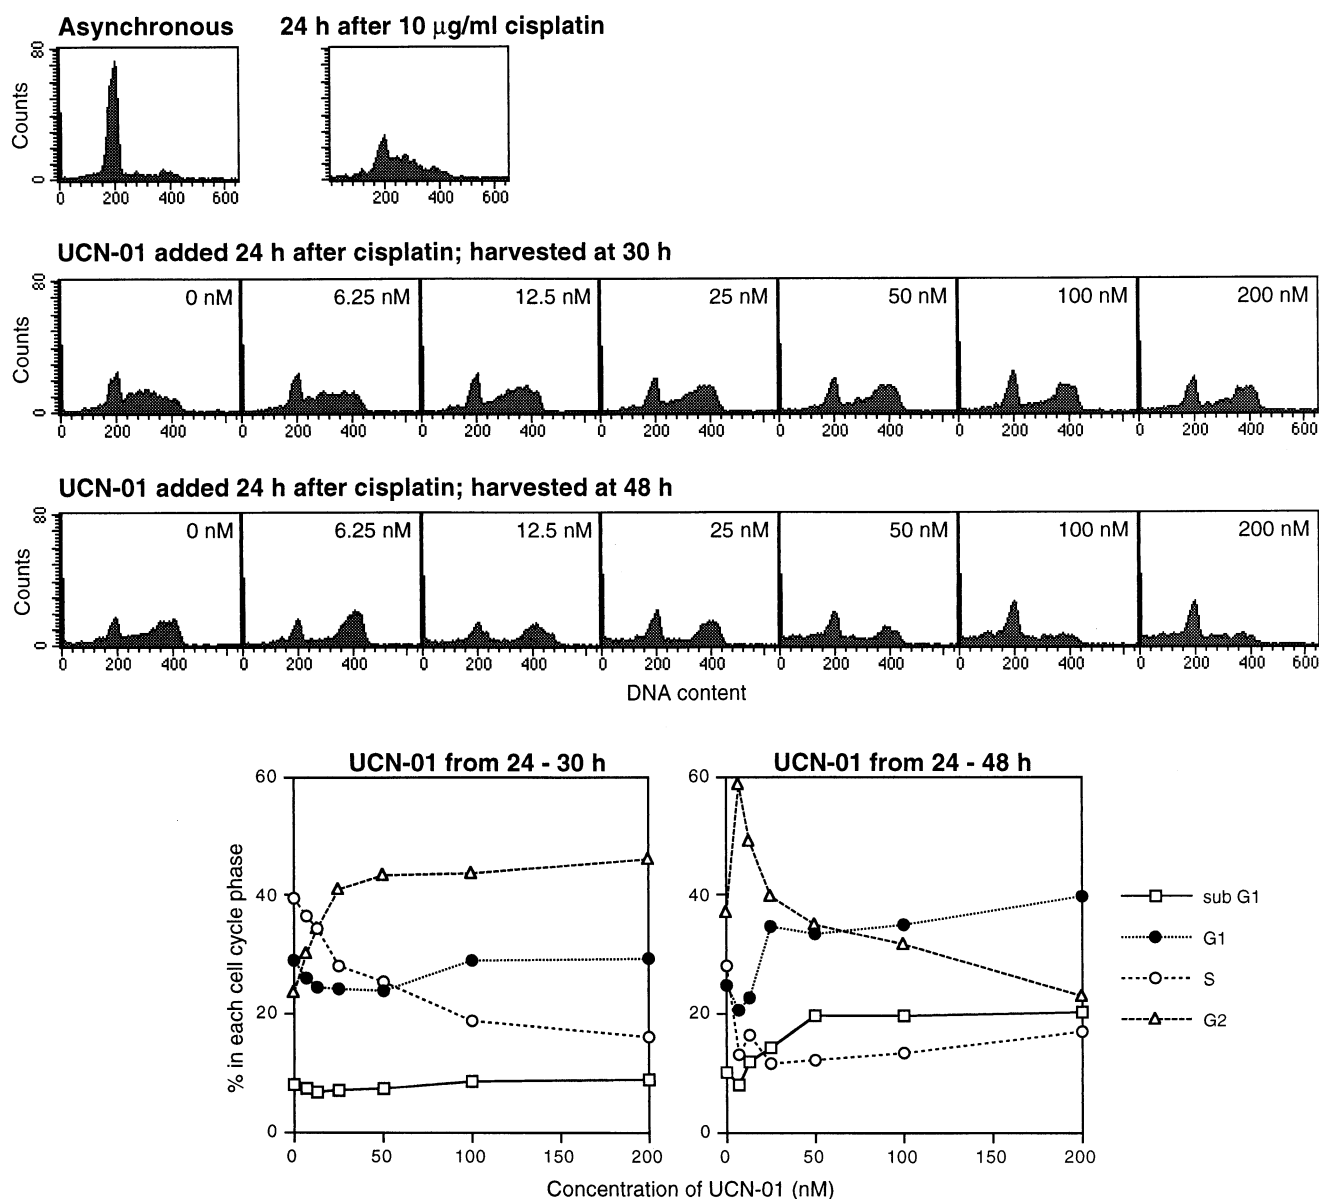 Asynchronous 24 h after 10 μg/ml cisplatin
80
Counts
0
0 200 400 600
200 400 600
UCN-01 added 24 h after cisplatin; harvested at 30 h
80
Counts
0
0 nM 6.25 nM 12.5 nM 25 nM 50 nM 100 nM 200 nM
0 200 400 0 200 400 0 200 400 0 200 400 0 200 400 0 200 400 0 200 400 600
UCN-01 added 24 h after cisplatin; harvested at 48 h
80
Counts
0
0 nM 6.25 nM 12.5 nM 25 nM 50 nM 100 nM 200 nM
0 200 400 0 200 400 0 200 400 0 200 400 0 200 400 0 200 400 0 200 400 600
DNA content
UCN-01 from 24 - 30 h
60
40
20
0
% in each cell cycle phase
0 50 100 150 200
UCN-01 from 24 - 48 h
60
40
20
0
0 50 100 150 200
sub G1
G1
S
G2
Concentration of UCN-01 (nM)